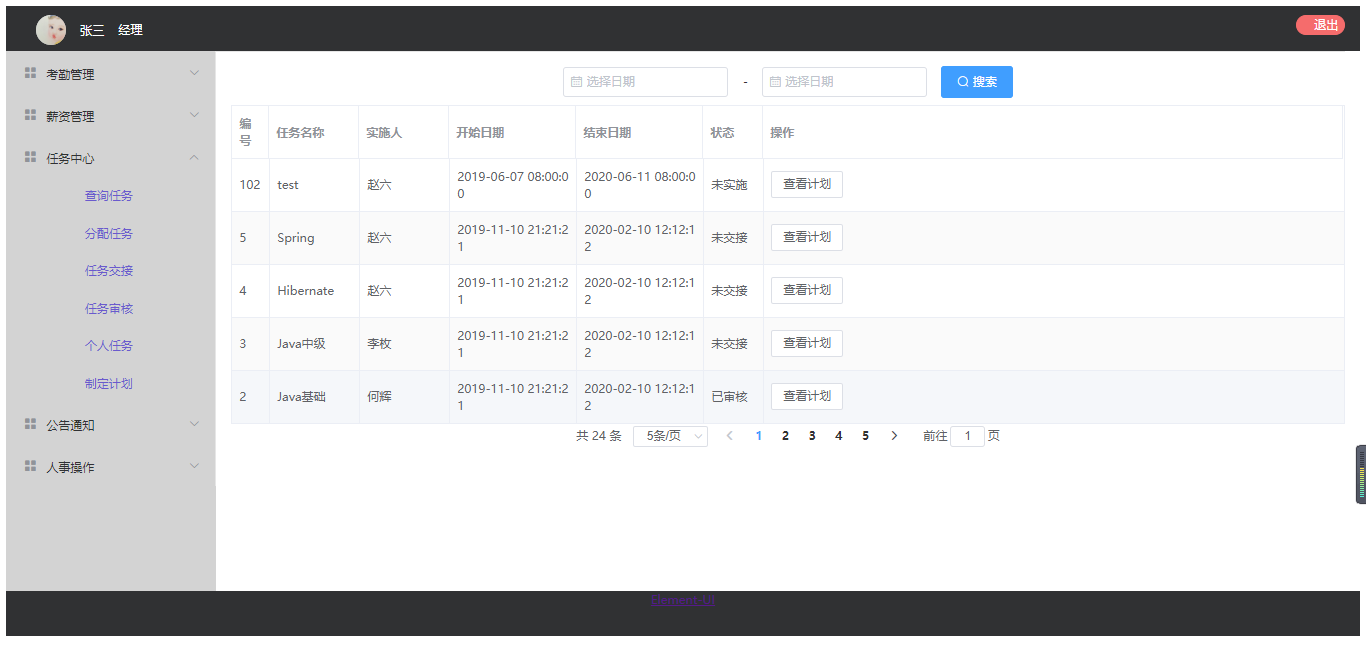 张三 经理 退出
考勤管理
薪资管理
任务中心
查询任务
分配任务
任务交接
任务审核
个人任务
制定计划
公告通知
人事操作
选择日期 - 选择日期 搜索
编号 任务名称 实施人 开始日期 结束日期 状态 操作
102 test 赵六 2019-06-07 08:00:00 2020-06-11 08:00:00 未实施 查看计划
5 Spring 赵六 2019-11-10 21:21:21 2020-02-10 12:12:12 未交接 查看计划
4 Hibernate 赵六 2019-11-10 21:21:21 2020-02-10 12:12:12 未交接 查看计划
3 Java中级 李枚 2019-11-10 21:21:21 2020-02-10 12:12:12 未交接 查看计划
2 Java基础 何辉 2019-11-10 21:21:21 2020-02-10 12:12:12 已审核 查看计划
共 24 条 5条/页 1 2 3 4 5 前往 1 页
Element-UI